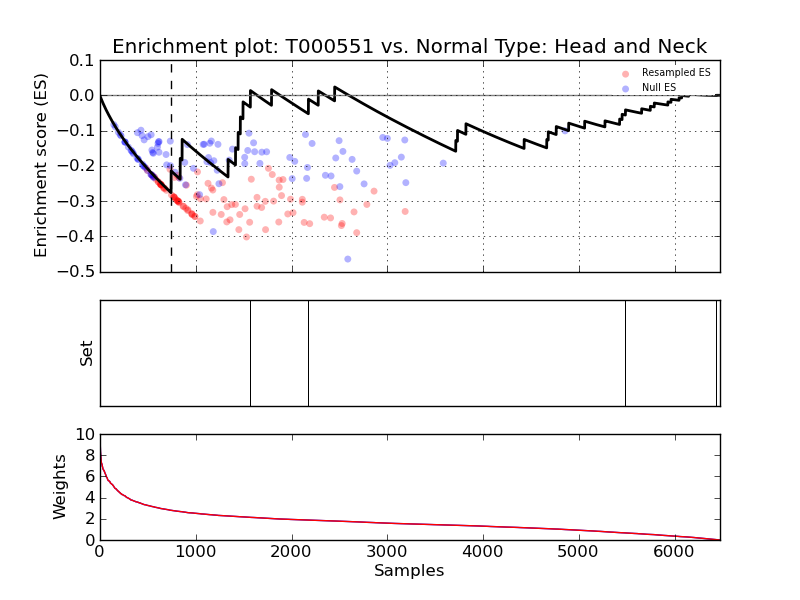 Enrichment plot: T000551 vs. Normal Type: Head and Neck
Enrichment score (ES)
0.1
0.0
−0.1
−0.2
−0.3
−0.4
−0.5
Resampled ES
Null ES
Set
Weights
10
8
6
4
2
0
0 1000 2000 3000 4000 5000 6000
Samples